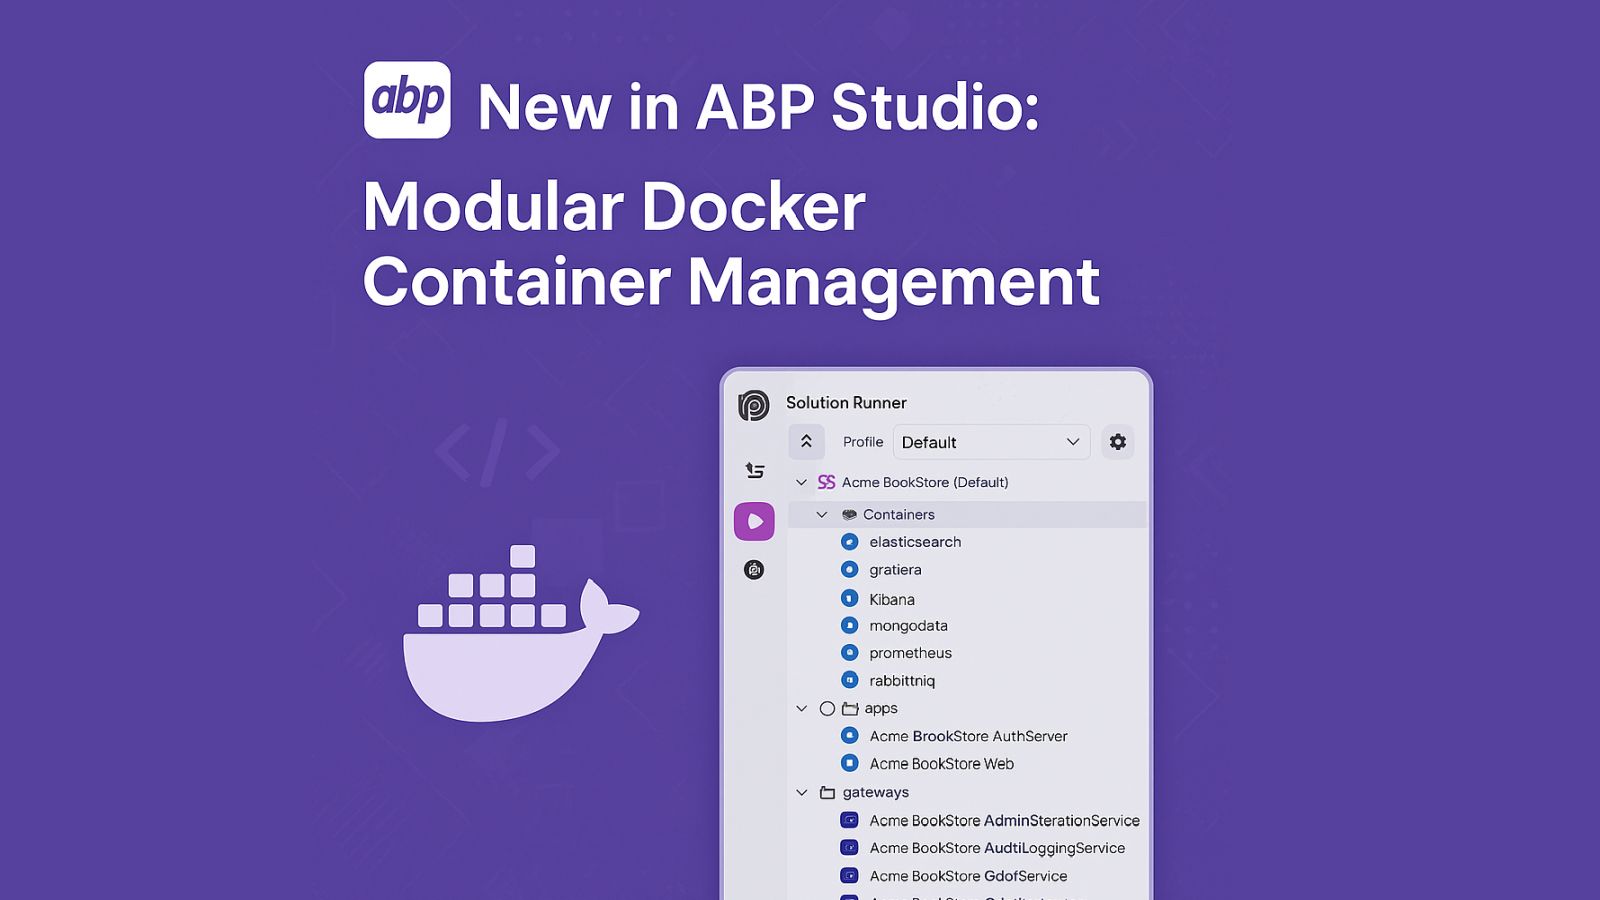 abp New in ABP Studio:
Modular Docker
Container Management
Solution Runner
Profile Default
Acme BookStore (Default)
Containers
elasticsearch
gratiera
Kibana
mongodata
prometheus
rabbittniq
apps
Acme BrookStore AuthServer
Acme BookStore Web
gateways
Acme BookStore AdminSterationService
Acme BookStore AudtiLoggingService
Acme BookStore GdofService